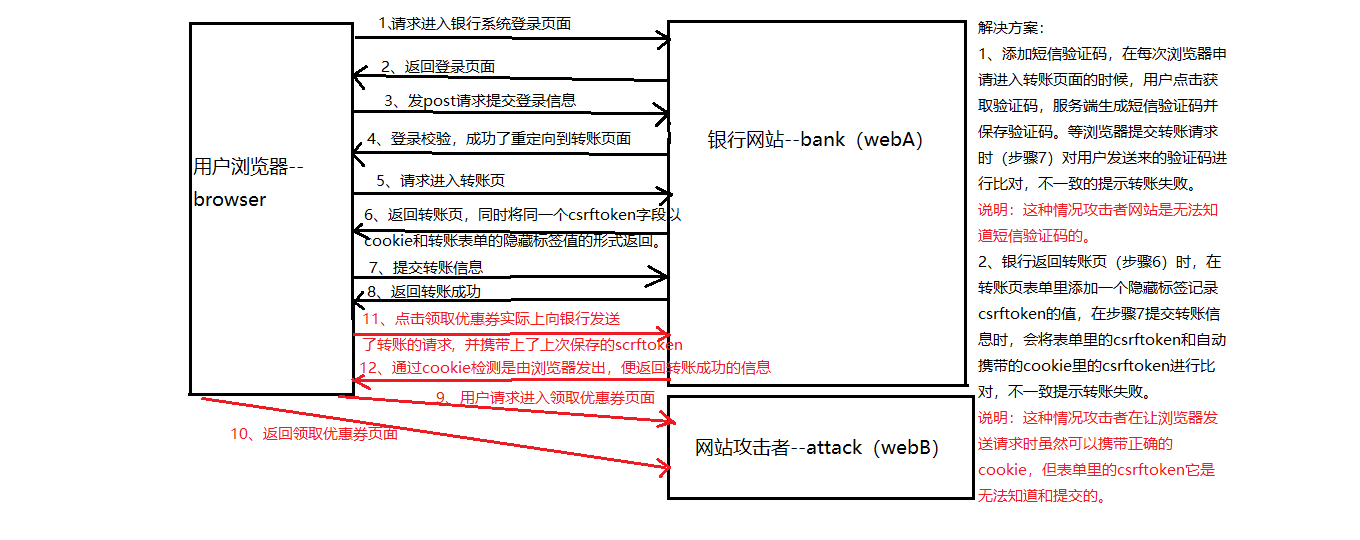 1、请求进入银行系统登录页面
2、返回登录页面
3、发post请求提交登录信息
4、登录校验，成功了重定向到转账页面
5、请求进入转账页
6、返回转账页，同时将同一个csrftoken字段以
cookie和转账表单的隐藏标签值的形式返回。
7、提交转账信息
8、返回转账成功
11、点击领取优惠券实际上向银行发送
了转账的请求，并携带上了上次保存的scrftoken
12、通过cookie检测是由浏览器发出，便返回转账成功的信息
9、用户请求进入领取优惠券页面
10、返回领取优惠券页面
用户浏览器--
browser
银行网站--bank（webA）
网站攻击者--attack（webB）
解决方案：
1、添加短信验证码，在每次浏览器申
请进入转账页面的时候，用户点击获
取验证码，服务端生成短信验证码并
保存验证码。等浏览器提交转账请求
时（步骤7）对用户发送来的验证码进
行比对，不一致的提示转账失败。
说明：这种情况攻击者网站是无法知
道短信验证码的。
2、银行返回转账页（步骤6）时，在
转账页表单里添加一个隐藏标签记录
csrftoken的值，在步骤7提交转账信
息时，会将表单里的csrftoken和自动
携带的cookie里的csrftoken进行比
对，不一致提示转账失败。
说明：这种情况攻击者在让浏览器发
送请求时虽然可以携带正确的
cookie，但表单里的csrftoken它是
无法知道和提交的。